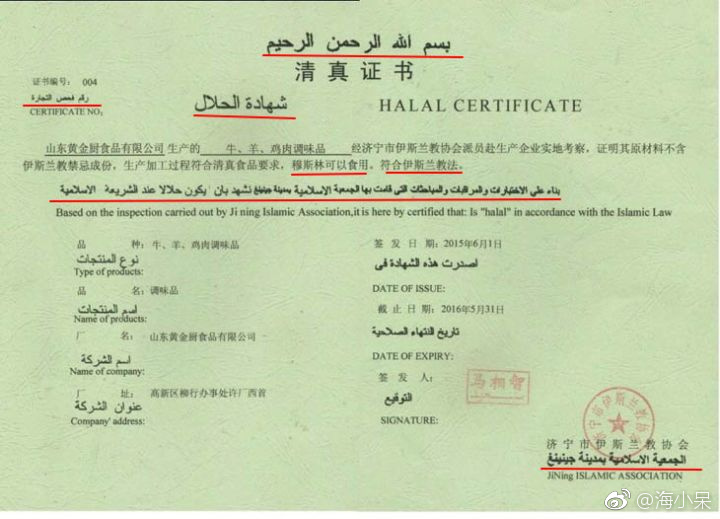 بسم الله الرحمن الرحيم
清真证书
证书编号: 004
رقم فحص التجارة
CERTIFICATE NO:
شهادة الحلال
HALAL CERTIFICATE
山东黄金厨食品有限公司 生产的 牛、羊、鸡肉调味品 经济宁市伊斯兰教协会派员赴生产企业实地考察，证明其原材料不含
伊斯兰教禁忌成份，生产加工过程符合清真食品要求，穆斯林可以食用。符合伊斯兰教法。
بناء علي الاختبارات والمراقبات والمباحثات التى قامت بها الجمعية الإسلامية بمدينة جينينغ نشهد بان يكون حلالا عند الشريعة الاسلامية
Based on the inspection carried out by Ji ning Islamic Association,it is here by certified that: Is "halal" in accordance with the Islamic Law
品 种: 牛、羊、鸡肉调味品
نوع المنتجات
Type of products:
品 名: 调味品
اسم المنتجات
Name of products:
厂 名: 山东黄金厨食品有限公司
اسم الشركة
Name of company:
厂 址: 高新区柳行办事处许厂西首
عنوان الشركة
Company' address:
签 发 日 期: 2015年6月1日
اصدرت هذه الشهادة فى
DATE OF ISSUE:
截 止 日 期: 2016年5月31日
تاريخ انتهاء الصلاحية
DATE OF EXPIRY:
签 发 人:
马相智
التوقيع
SIGNATURE:
济宁市伊斯兰教协会
济宁市伊斯兰教协会
الجمعية الاسلامية بمدينة جينينغ
JiNing ISLAMIC ASSOCIATION
@海小呆